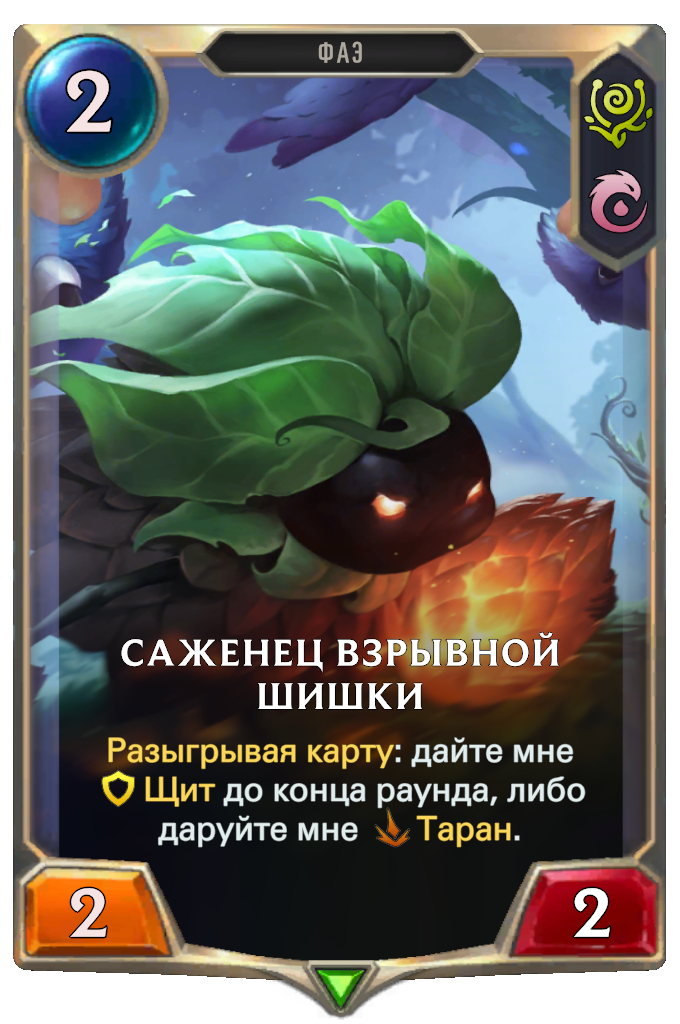 ФАЭ
2
САЖЕНЕЦ ВЗРЫВНОЙ
ШИШКИ
Разыгрывая карту: дайте мне
Щит до конца раунда, либо
даруйте мне Таран.
2
2